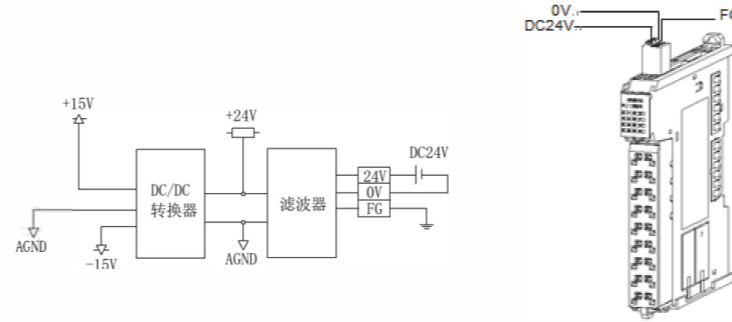 +15V
+24V
DC/DC
转换器
滤波器
DC24V
24V
0V
FG
AGND
-15V
AGND
0V
DC24V